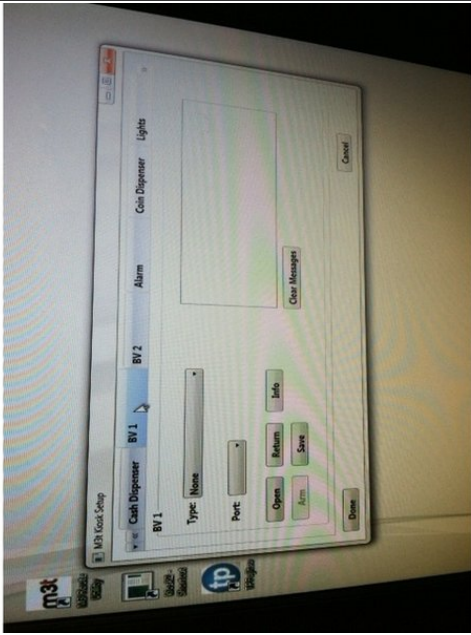 m3t
M3t Kiosk Setup
Cash Dispenser BV 1 BV 2 Alarm Coin Dispenser Lights
BV 1
Type: None
Port:
Open Return Info
Arm Save
Clear Messages
Done Cancel
tp